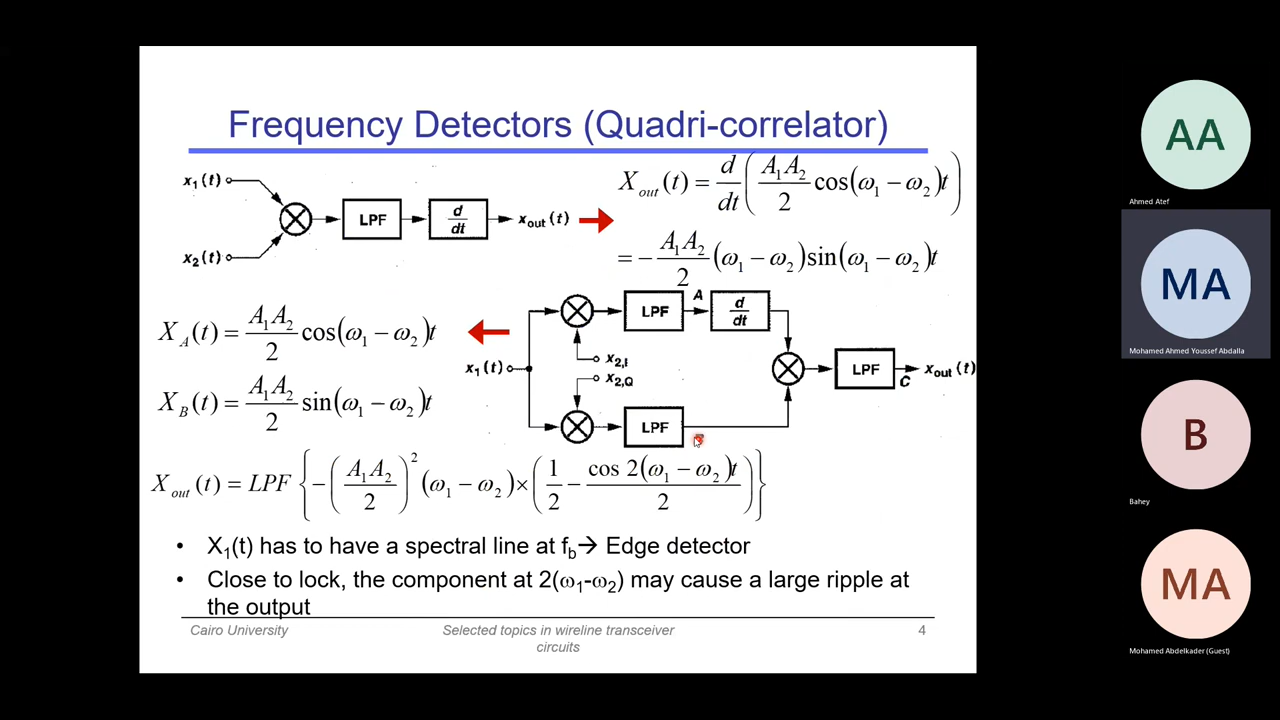 Frequency Detectors (Quadri-correlator)
x₁(t)
x₂(t)
LPF
d/dt
xout(t)
X_out(t) = d/dt ( A₁A₂/2 cos(ω₁ − ω₂)t )
= − A₁A₂/2 (ω₁ − ω₂)sin(ω₁ − ω₂)t
X_A(t) = A₁A₂/2 cos(ω₁ − ω₂)t
X_B(t) = A₁A₂/2 sin(ω₁ − ω₂)t
x₁(t)
LPF
A
d/dt
x₂,I
x₂,Q
LPF
LPF
C
xout(t)
X_out(t) = LPF { −( A₁A₂/2 )² (ω₁ − ω₂) × ( 1/2 − cos 2(ω₁ − ω₂)t/2 ) }
• X₁(t) has to have a spectral line at f_b→ Edge detector
• Close to lock, the component at 2(ω₁-ω₂) may cause a large ripple at
the output
Cairo University
Selected topics in wireline transceiver
circuits
4
AA
Ahmed Atef
MA
Mohamed Ahmed Youssef Abdalla
B
Bahey
MA
Mohamed Abdelkader (Guest)